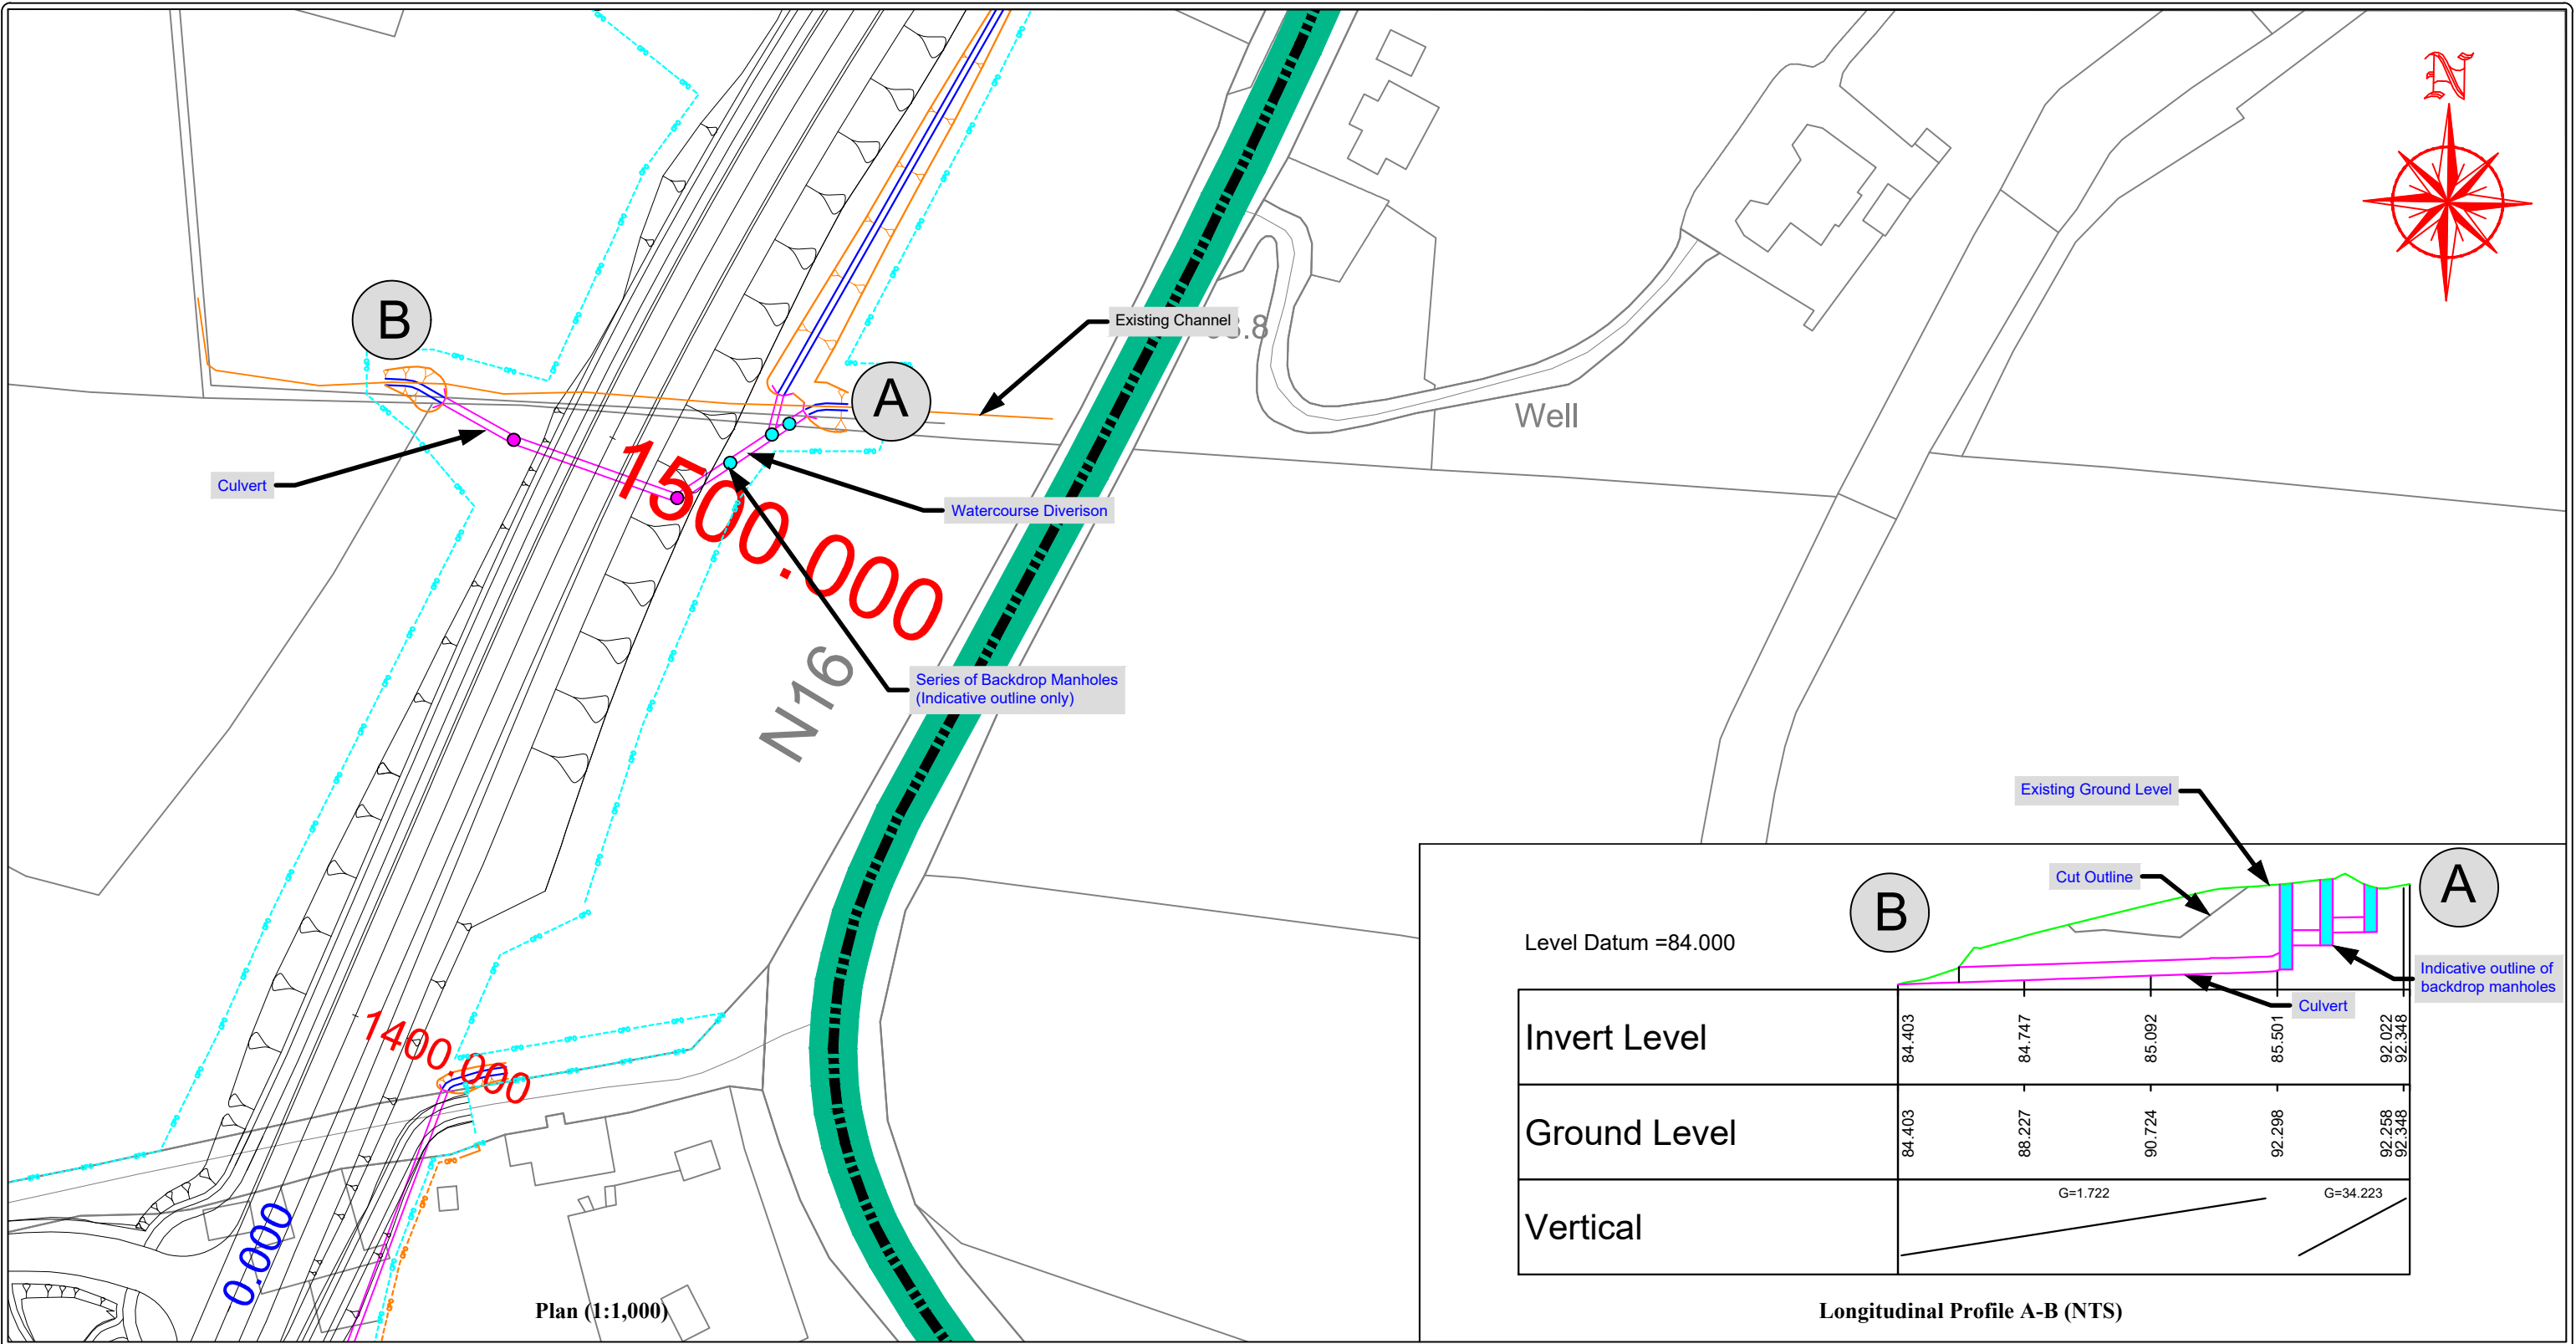 N
B
Existing Channel
8.8
A
Well
Culvert
1500.000
Watercourse Diverison
N16
Series of Backdrop Manholes
(Indicative outline only)
1400.000
0.000
Plan (1:1,000)
Existing Ground Level
Cut Outline
B
A
Level Datum =84.000
Indicative outline of
backdrop manholes
Culvert
Invert Level 84.403 84.747 85.092 85.501 92.022 92.348
Ground Level 84.403 88.227 90.724 92.298 92.258 92.348
Vertical G=1.722 G=34.223
Longitudinal Profile A-B (NTS)